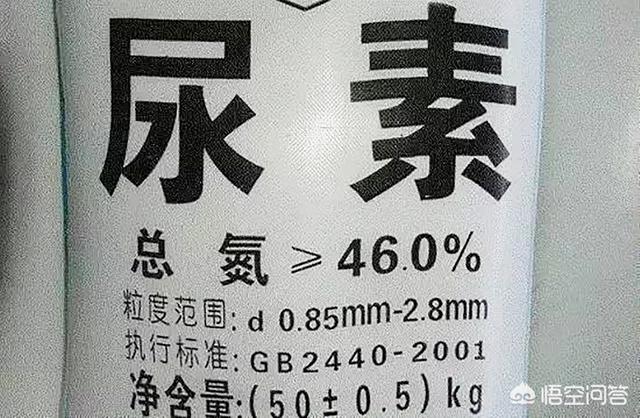 尿素
总氮≥46.0%
粒度范围:d 0.85mm-2.8mm
执行标准:GB2440-2001
净含量:(50±0.5)kg
悟空问答